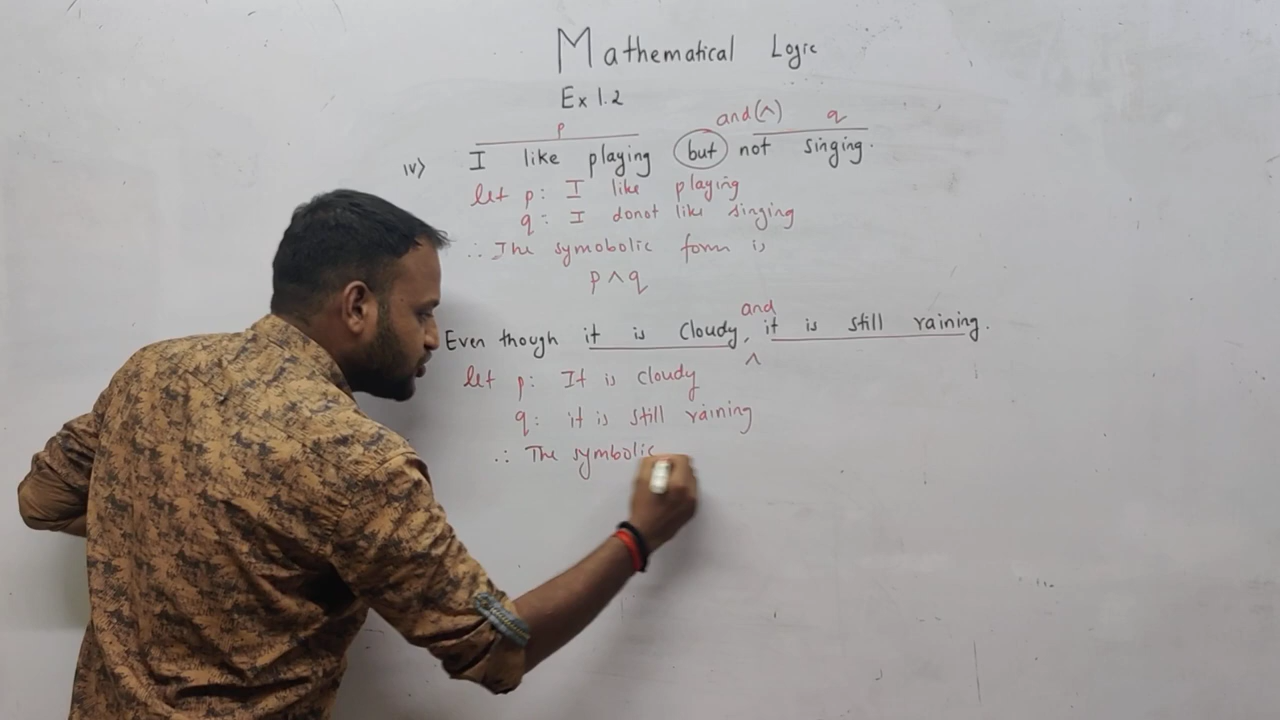 Mathematical Logic
Ex 1.2
p and(∧) q
iv) I like playing but not singing.
let p: I like playing
q: I donot like singing
∴ The symobolic form is
p ∧ q
and
Even though it is cloudy, it is still raining.
∧
let p: It is cloudy
q: it is still raining
∴ The symbolic